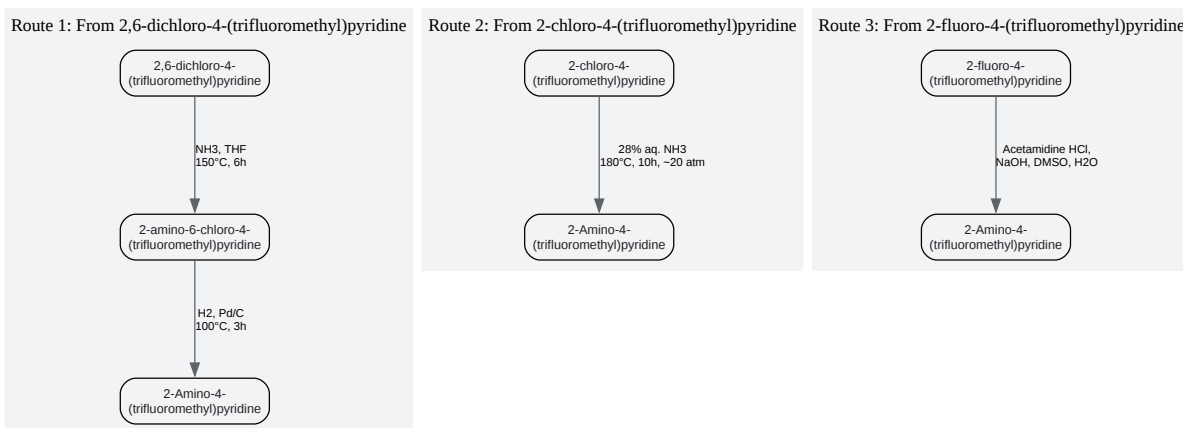 Route 1: From 2,6-dichloro-4-(trifluoromethyl)pyridine
2,6-dichloro-4-
(trifluoromethyl)pyridine
NH3, THF
150°C, 6h
2-amino-6-chloro-4-
(trifluoromethyl)pyridine
H2, Pd/C
100°C, 3h
2-Amino-4-
(trifluoromethyl)pyridine
Route 2: From 2-chloro-4-(trifluoromethyl)pyridine
2-chloro-4-
(trifluoromethyl)pyridine
28% aq. NH3
180°C, 10h, ~20 atm
2-Amino-4-
(trifluoromethyl)pyridine
Route 3: From 2-fluoro-4-(trifluoromethyl)pyridine
2-fluoro-4-
(trifluoromethyl)pyridine
Acetamidine HCl,
NaOH, DMSO, H2O
2-Amino-4-
(trifluoromethyl)pyridine